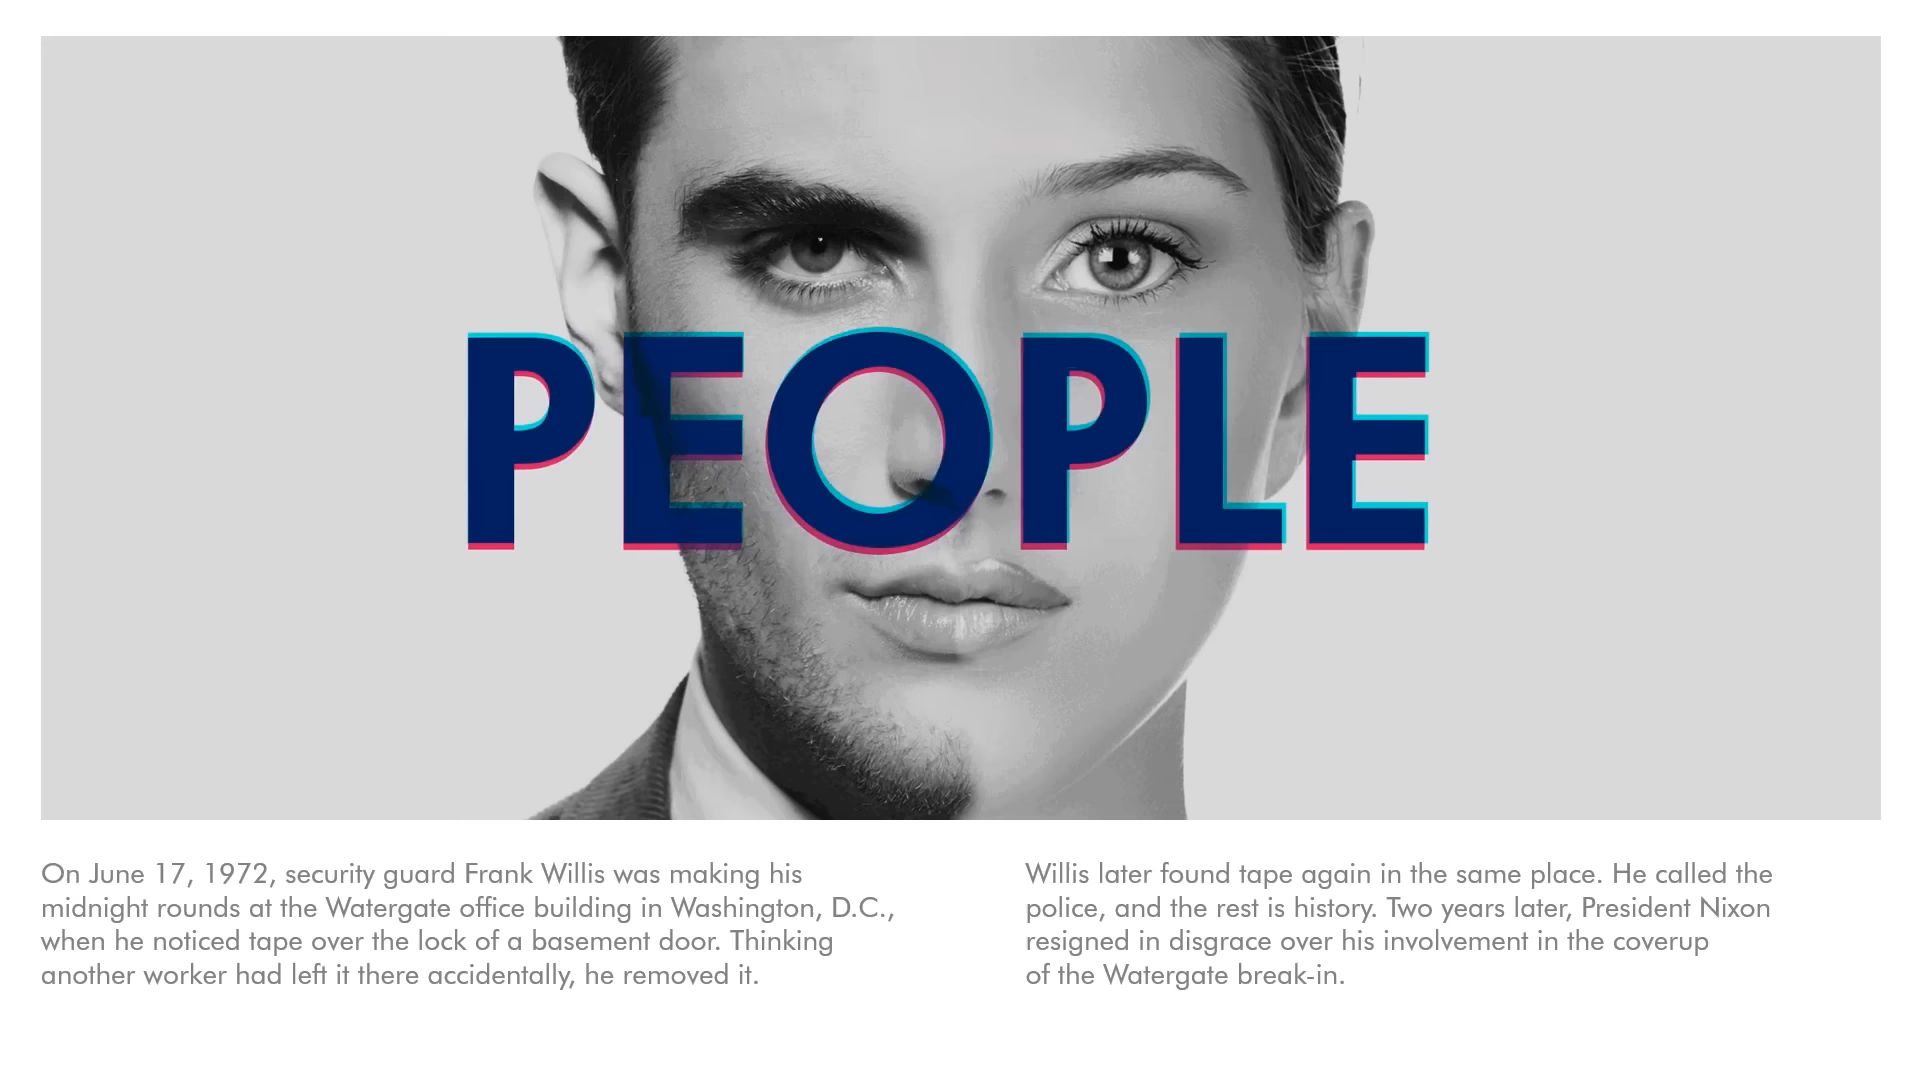 PEOPLE
On June 17, 1972, security guard Frank Willis was making his
midnight rounds at the Watergate office building in Washington, D.C.,
when he noticed tape over the lock of a basement door. Thinking
another worker had left it there accidentally, he removed it.
Willis later found tape again in the same place. He called the
police, and the rest is history. Two years later, President Nixon
resigned in disgrace over his involvement in the coverup
of the Watergate break-in.